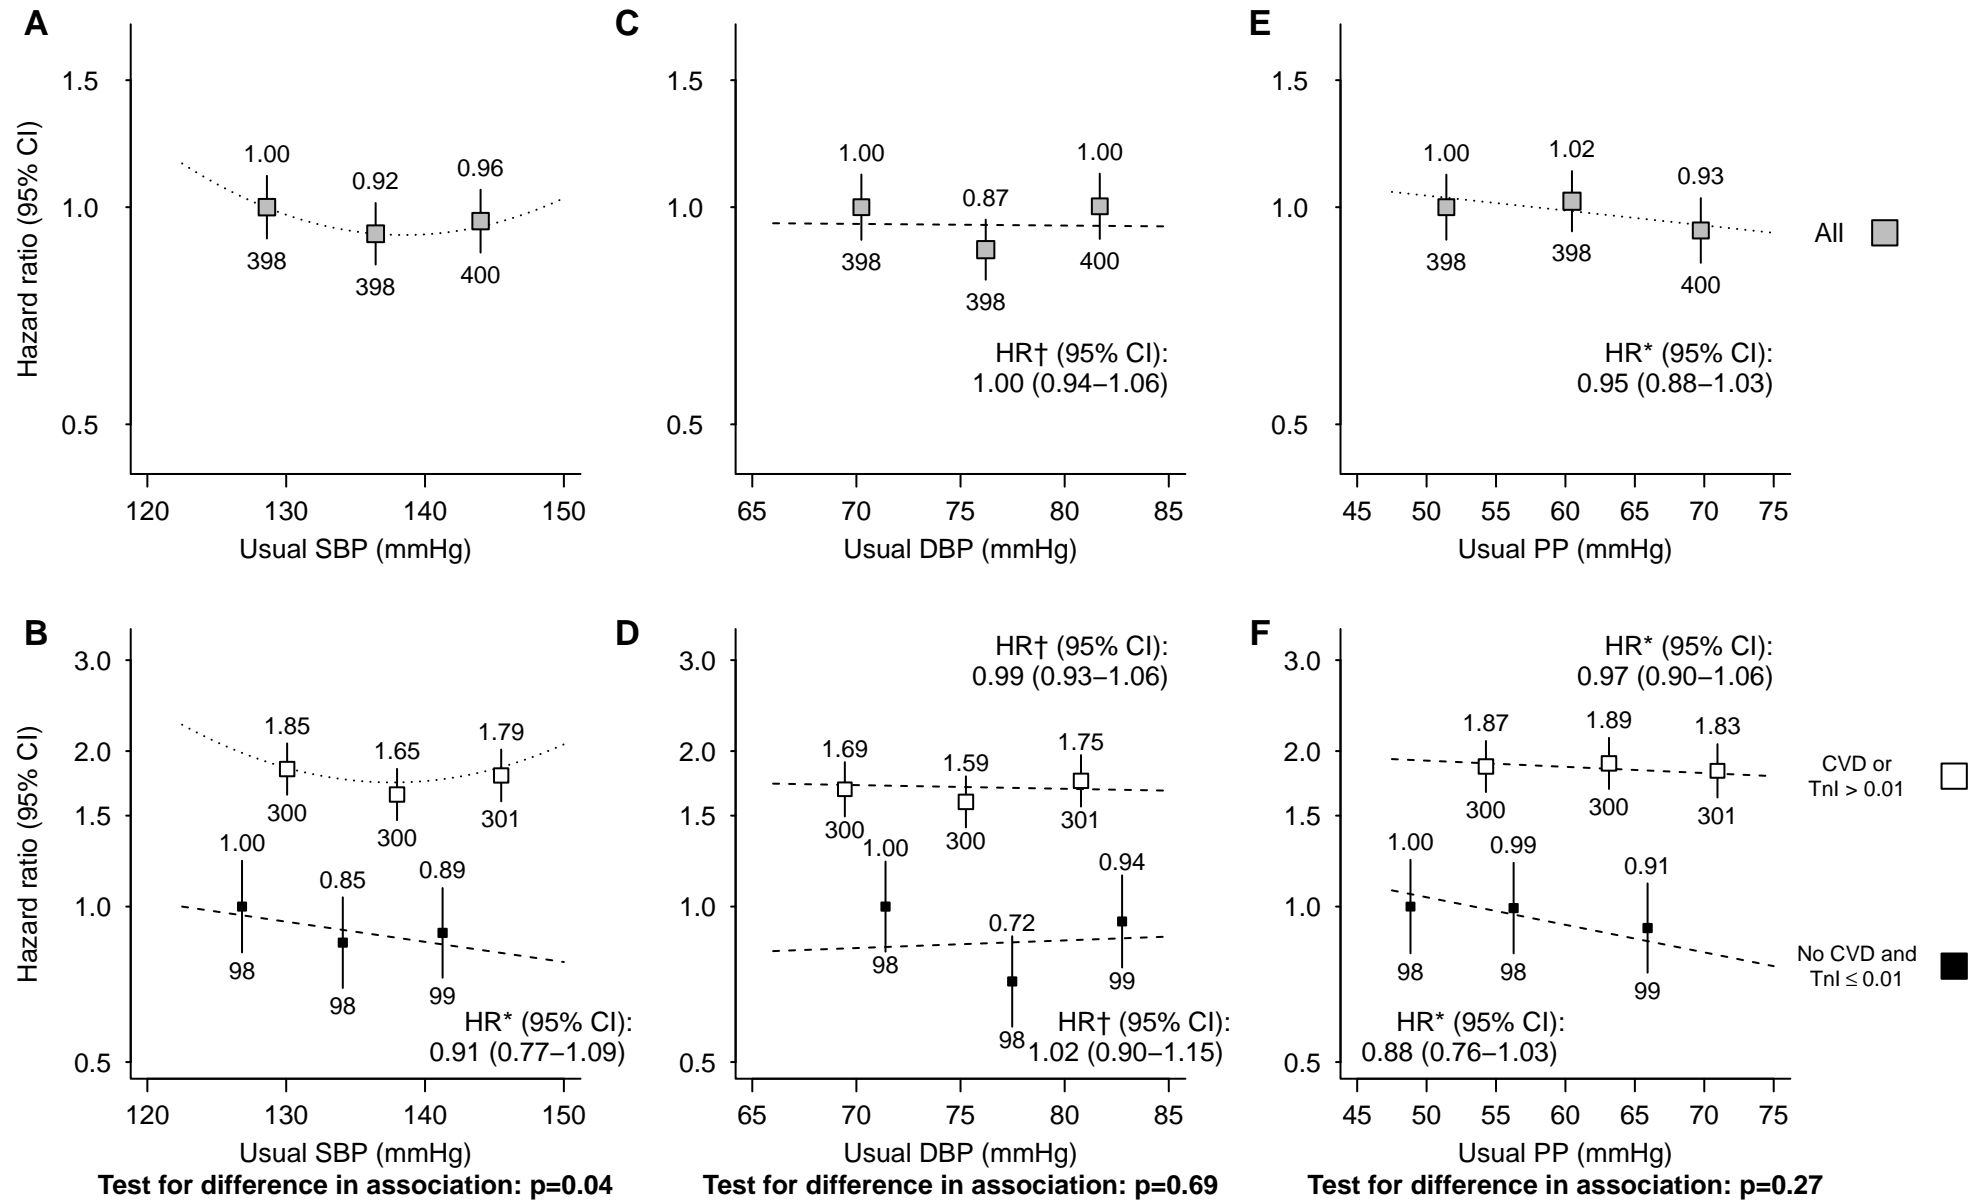 A
Hazard ratio (95% CI)
1.5
1.0
0.5
1.00
0.92
0.96
398
398
400
120 130 140 150
Usual SBP (mmHg)
C
1.5
1.0
0.5
1.00
0.87
1.00
398
398
400
HR† (95% CI):
1.00 (0.94–1.06)
65 70 75 80 85
Usual DBP (mmHg)
E
1.5
1.0
0.5
1.00
1.02
0.93
398
398
400
HR* (95% CI):
0.95 (0.88–1.03)
45 50 55 60 65 70 75
Usual PP (mmHg)
All
B
Hazard ratio (95% CI)
3.0
2.0
1.5
1.0
0.5
1.85
1.65
1.79
300
300
301
1.00
0.85
0.89
98
98
99
HR* (95% CI):
0.91 (0.77–1.09)
120 130 140 150
Usual SBP (mmHg)
Test for difference in association: p=0.04
D
3.0
2.0
1.5
1.0
0.5
HR† (95% CI):
0.99 (0.93–1.06)
1.69
1.59
1.75
300
300
301
1.00
0.72
0.94
98
98
99
HR† (95% CI):
1.02 (0.90–1.15)
65 70 75 80 85
Usual DBP (mmHg)
Test for difference in association: p=0.69
F
3.0
2.0
1.5
1.0
0.5
HR* (95% CI):
0.97 (0.90–1.06)
1.87
1.89
1.83
300
300
301
1.00
0.99
0.91
98
98
99
HR* (95% CI):
0.88 (0.76–1.03)
45 50 55 60 65 70 75
Usual PP (mmHg)
Test for difference in association: p=0.27
CVD or
TnI > 0.01
No CVD and
TnI ≤ 0.01